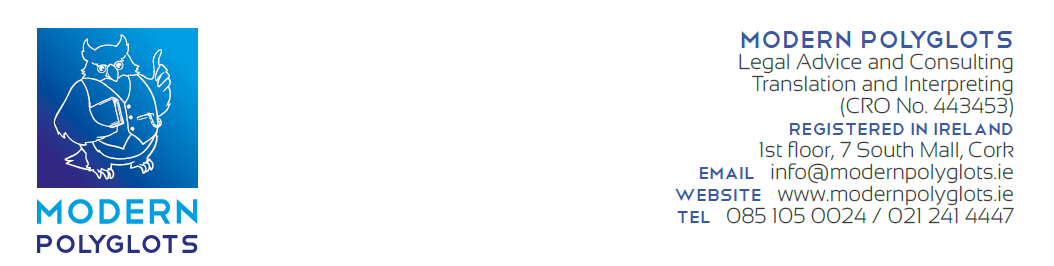 MODERN
POLYGLOTS
MODERN POLYGLOTS
Legal Advice and Consulting
Translation and Interpreting
(CRO No. 443453)
REGISTERED IN IRELAND
1st floor, 7 South Mall, Cork
EMAIL info@modernpolyglots.ie
WEBSITE www.modernpolyglots.ie
TEL 085 105 0024 / 021 241 4447